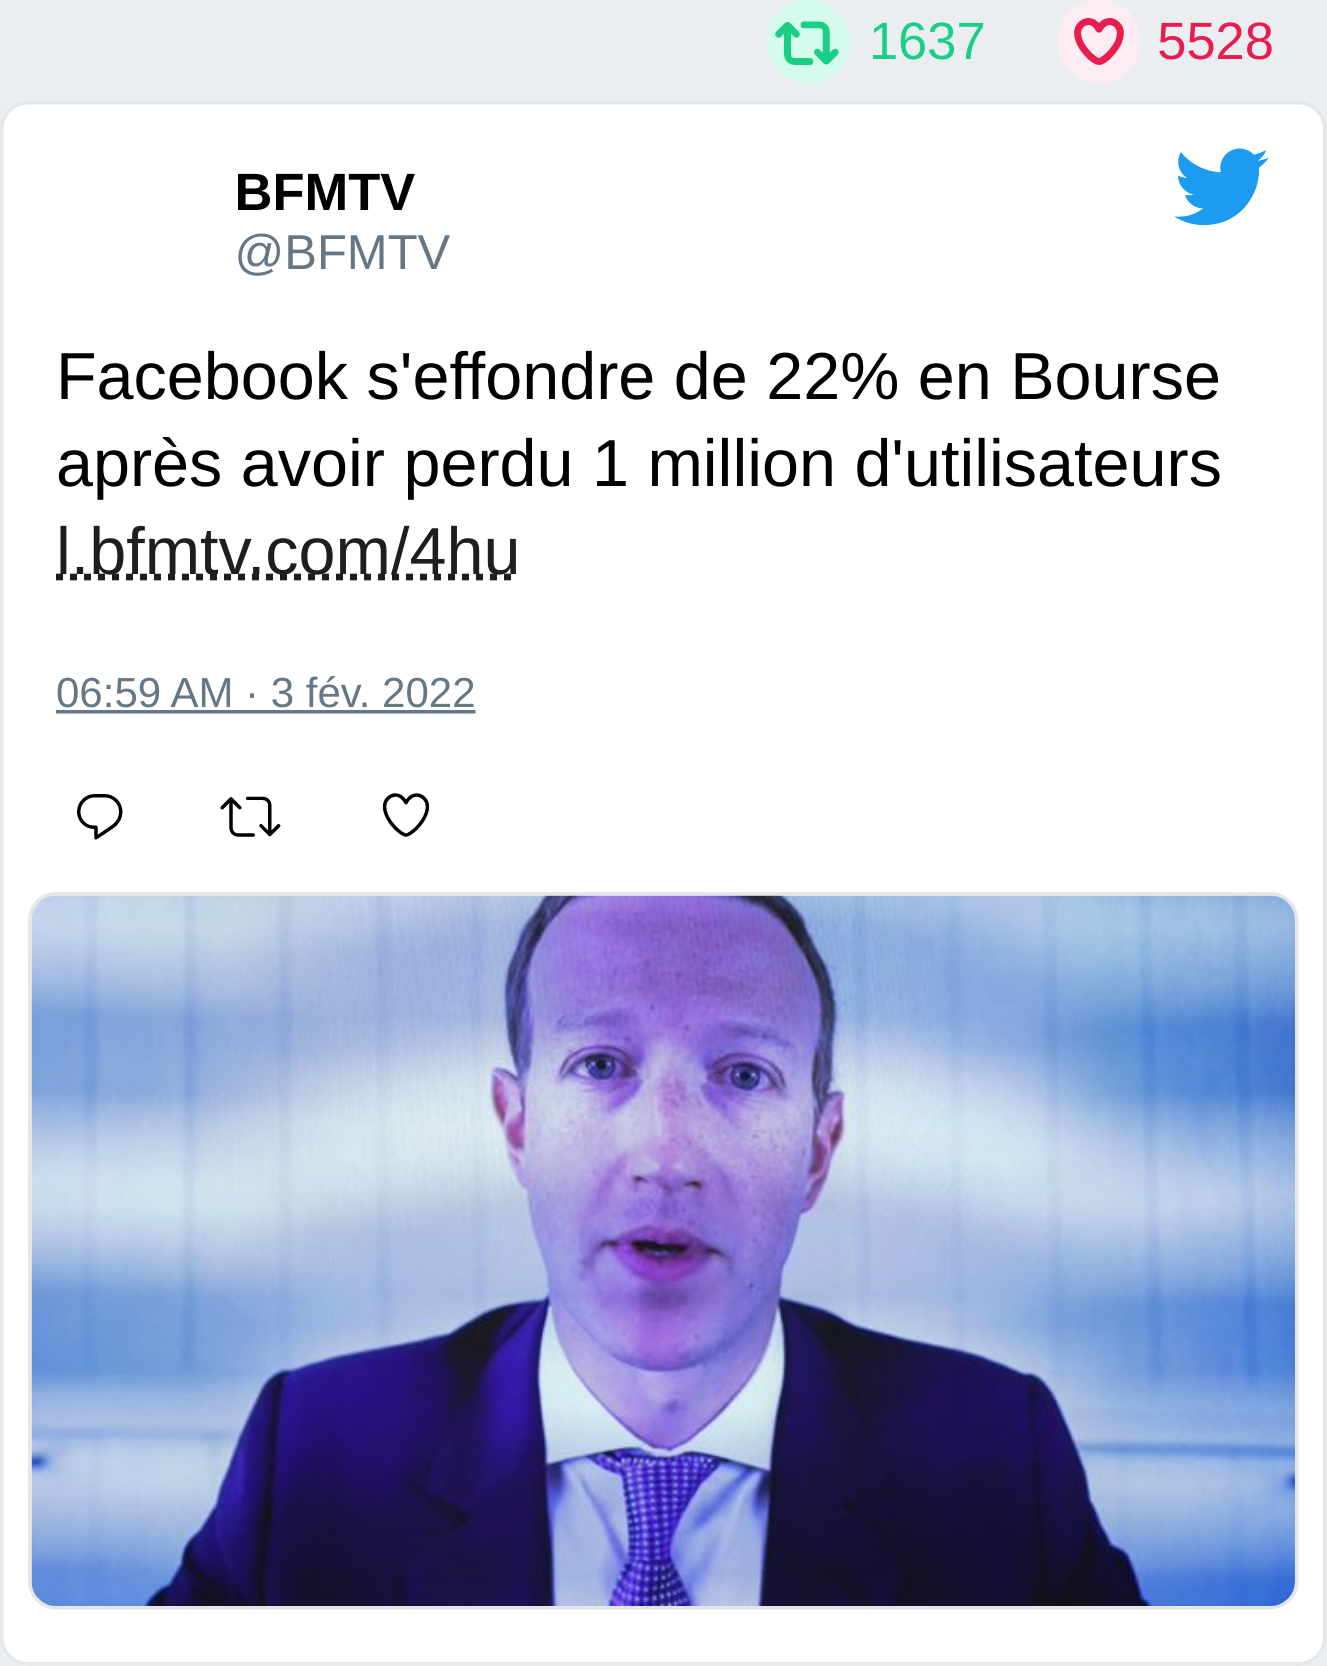 1637 5528
BFMTV
@BFMTV
Facebook s'effondre de 22% en Bourse
après avoir perdu 1 million d'utilisateurs
l.bfmtv.com/4hu
06:59 AM · 3 fév. 2022